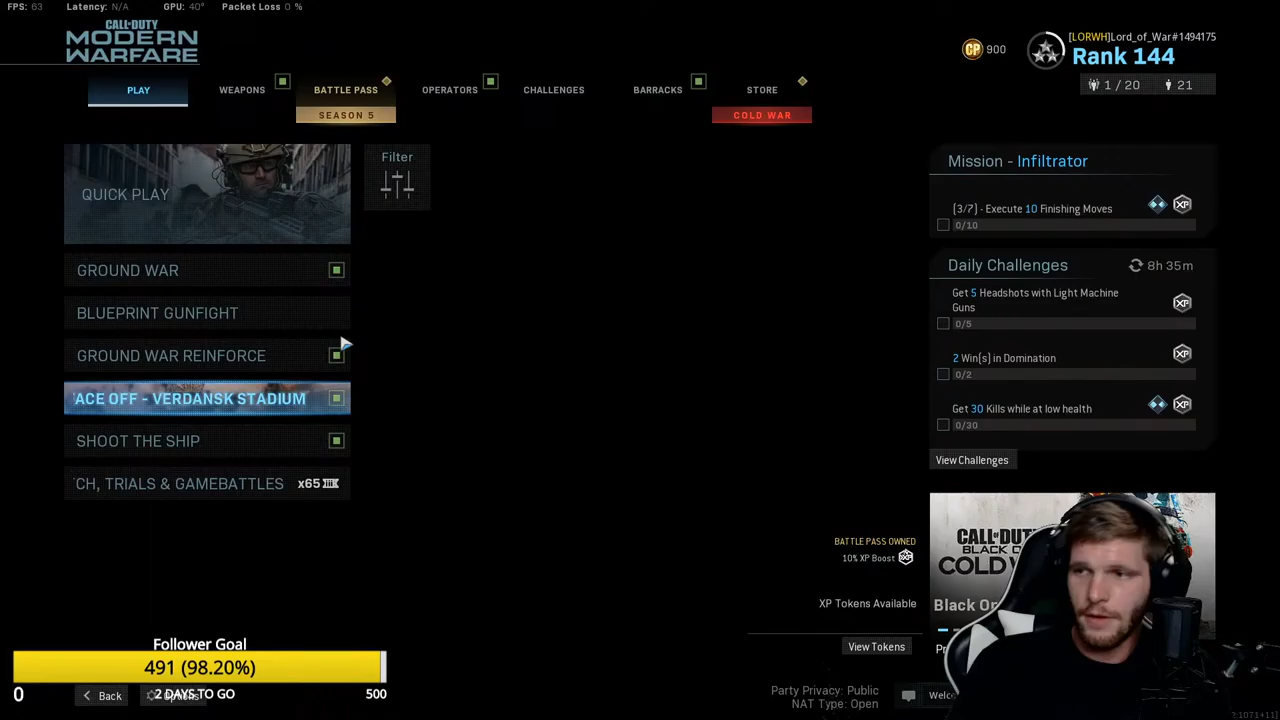 FPS: 63 Latency: N/A GPU: 40° Packet Loss 0 %
CALL OF DUTY
MODERN
WARFARE
900
[LORWH]Lord_of_War#1494175
Rank 144
1 / 20 21
PLAY WEAPONS BATTLE PASS OPERATORS CHALLENGES BARRACKS STORE
SEASON 5 COLD WAR
QUICK PLAY
Filter
GROUND WAR
BLUEPRINT GUNFIGHT
GROUND WAR REINFORCE
ACE OFF - VERDANSK STADIUM
SHOOT THE SHIP
CH, TRIALS & GAMEBATTLES x65
Mission - Infiltrator
[3/7] - Execute 10 Finishing Moves
0/10
Daily Challenges 8h 35m
Get 5 Headshots with Light Machine
Guns
0/5
2 Win(s) in Domination
0/2
Get 30 Kills while at low health
0/30
View Challenges
BATTLE PASS OWNED
10% XP Boost
XP Tokens Available
View Tokens
CALL OF DUTY
BLACK
COLD
Black
Party Privacy: Public
NAT Type: Open
Follower Goal
491 (98.20%)
0 2 DAYS TO GO 500
Back